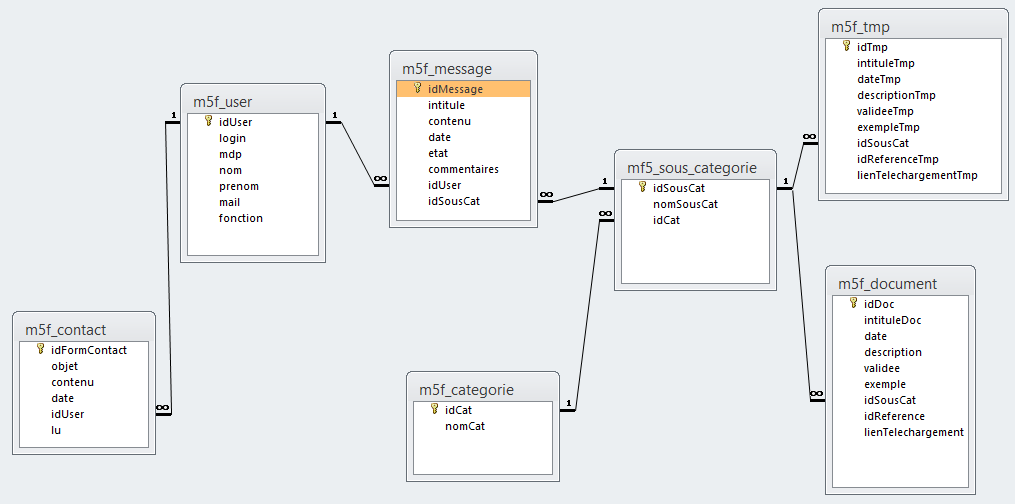 m5f_tmp
idTmp
intituleTmp
dateTmp
descriptionTmp
valideeTmp
exempleTmp
idSousCat
idReferenceTmp
lienTelechargementTmp
m5f_message
idMessage
intitule
contenu
date
etat
commentaires
idUser
idSousCat
m5f_user
idUser
login
mdp
nom
prenom
mail
fonction
mf5_sous_categorie
idSousCat
nomSousCat
idCat
m5f_document
idDoc
intituleDoc
date
description
validee
exemple
idSousCat
idReference
lienTelechargement
m5f_contact
idFormContact
objet
contenu
date
idUser
lu
m5f_categorie
idCat
nomCat
1
1
∞
∞
∞
1
∞
1
1
∞
∞